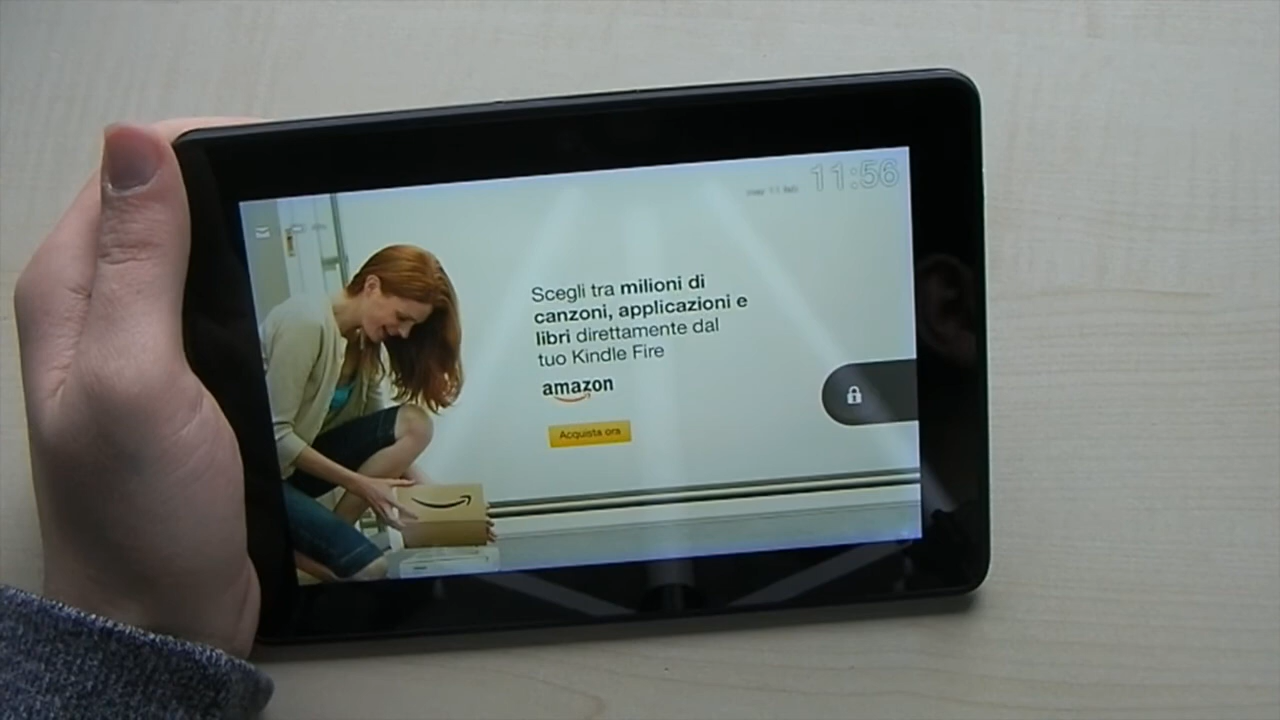 11:56
Scegli tra milioni di
canzoni, applicazioni e
libri direttamente dal
tuo Kindle Fire
amazon
Acquista ora